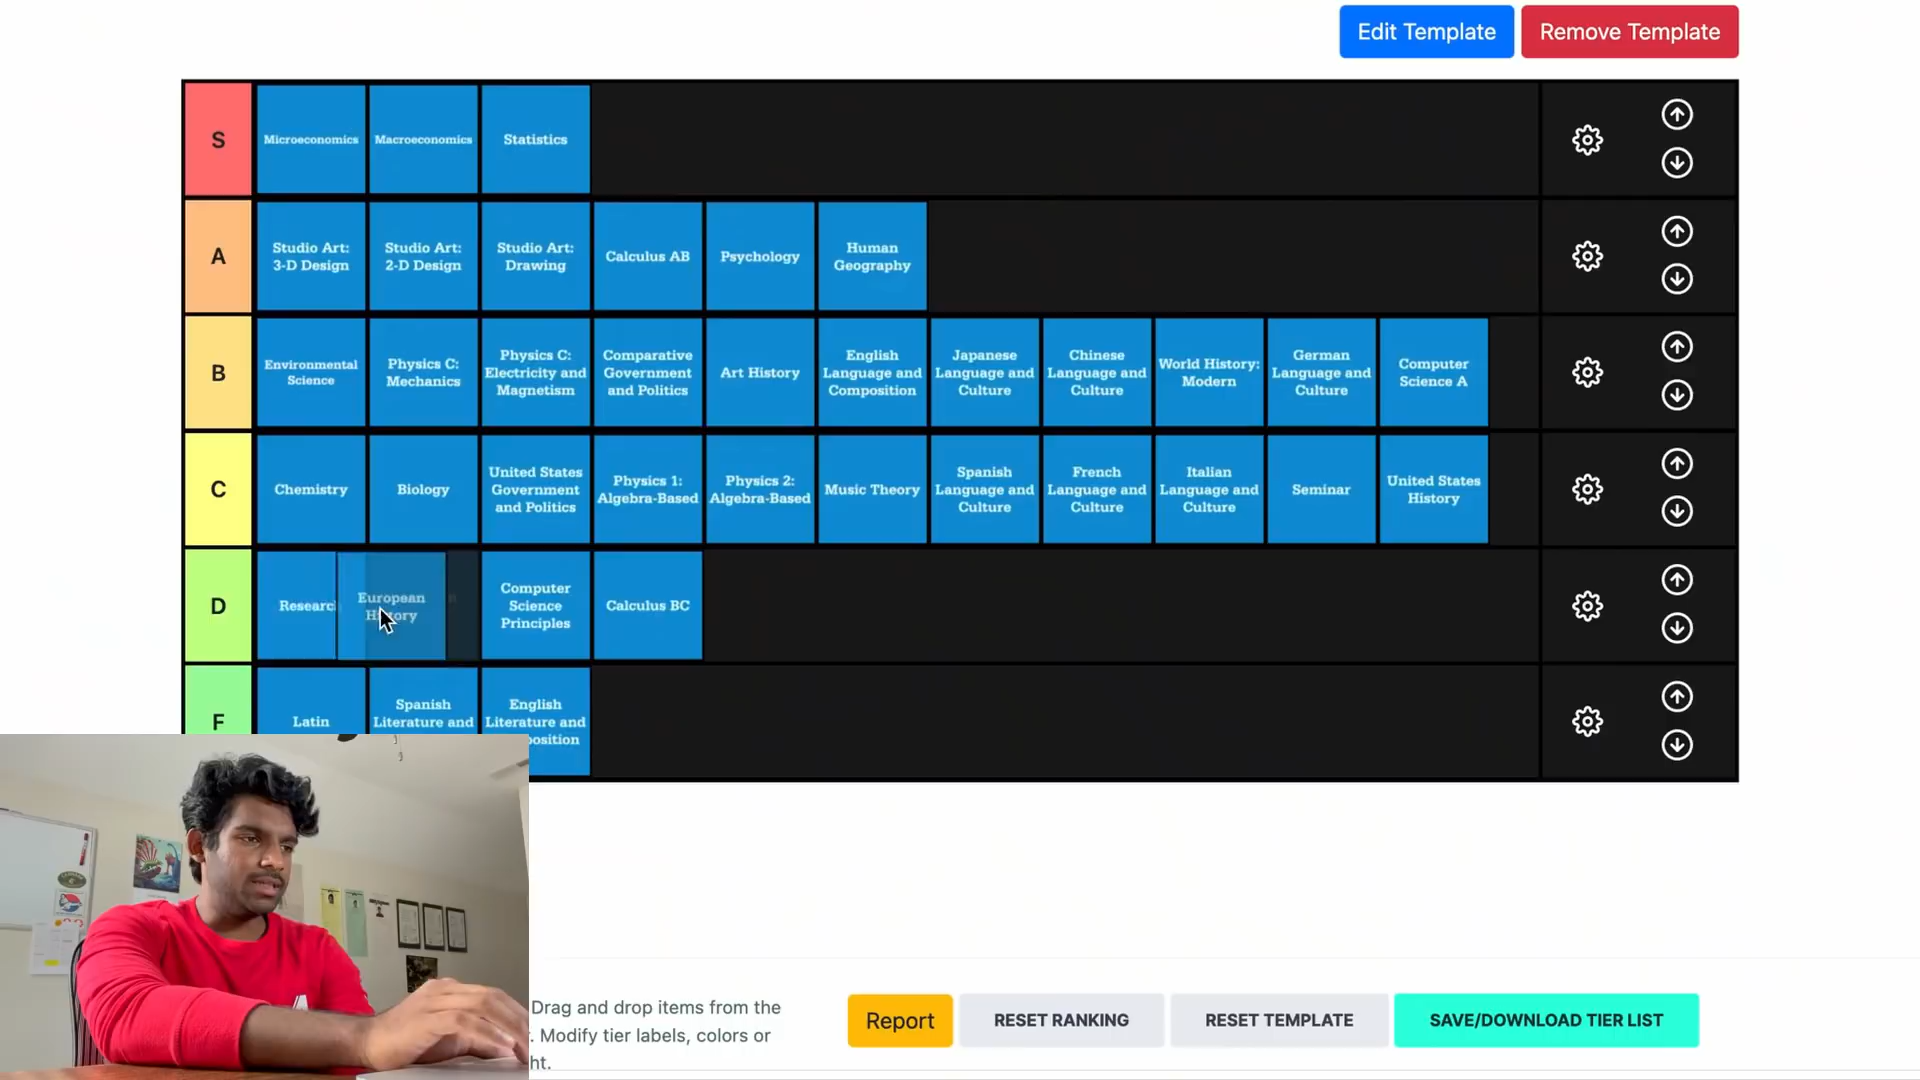 Edit Template
Remove Template
S
Microeconomics
Macroeconomics
Statistics
A
Studio Art:
3-D Design
Studio Art:
2-D Design
Studio Art:
Drawing
Calculus AB
Psychology
Human
Geography
B
Environmental
Science
Physics C:
Mechanics
Physics C:
Electricity and
Magnetism
Comparative
Government
and Politics
Art History
English
Language and
Composition
Japanese
Language and
Culture
Chinese
Language and
Culture
World History:
Modern
German
Language and
Culture
Computer
Science A
C
Chemistry
Biology
United States
Government
and Politics
Physics 1:
Algebra-Based
Physics 2:
Algebra-Based
Music Theory
Spanish
Language and
Culture
French
Language and
Culture
Italian
Language and
Culture
Seminar
United States
History
D
Researc
European
History
Computer
Science
Principles
Calculus BC
F
Latin
Spanish
Literature and
English
Literature and
osition
Drag and drop items from the
. Modify tier labels, colors or
ht.
Report
RESET RANKING
RESET TEMPLATE
SAVE/DOWNLOAD TIER LIST